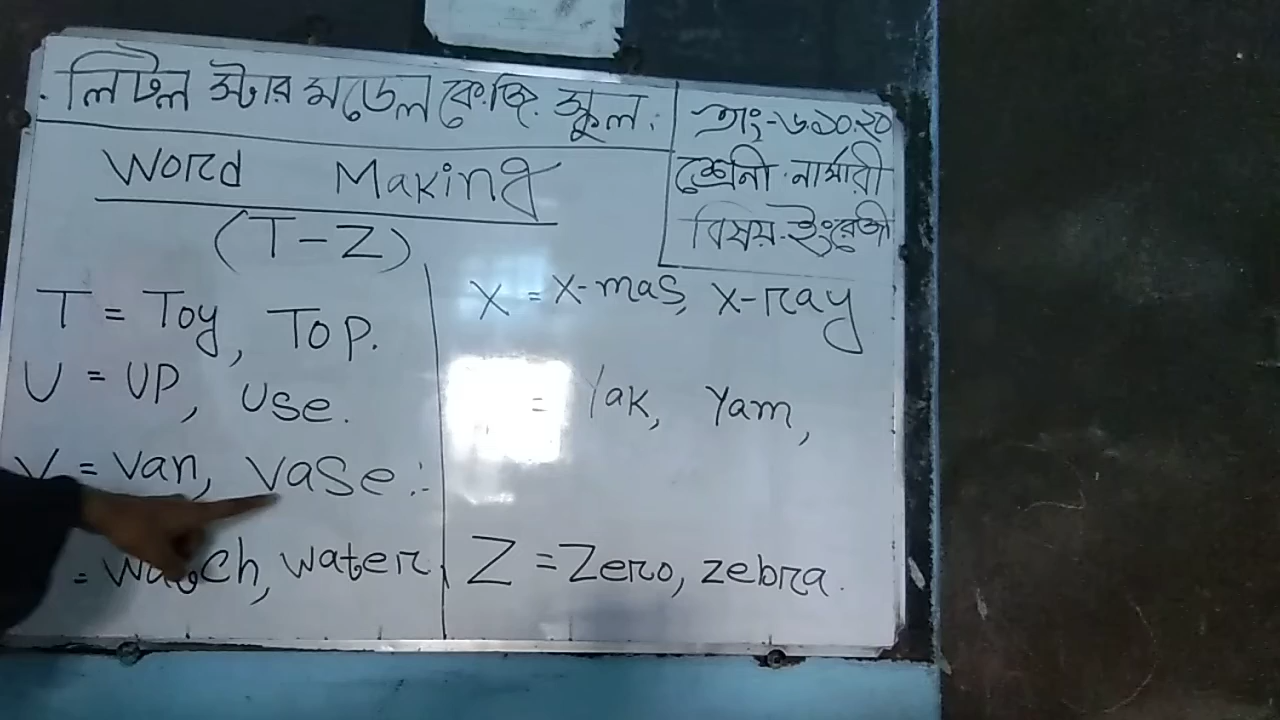 লিটল স্টার মডেল কে.জি. স্কুল.
তাং-৬.১০.২০
শ্রেনী.নার্সারী
বিষয়.ইংরেজী
Word Making
(T-Z)
T = Toy, Top.
U = UP, Use.
V = Van, Vase.
= watch, water.
X = X-mas, X-ray
= Yak, Yam,
Z = Zero, zebra.